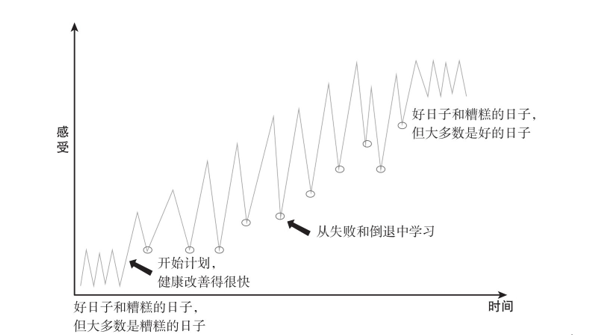 感受
好日子和糟糕的日子，
但大多数是好的日子
从失败和倒退中学习
开始计划，
健康改善得很快
时间
好日子和糟糕的日子，
但大多数是糟糕的日子